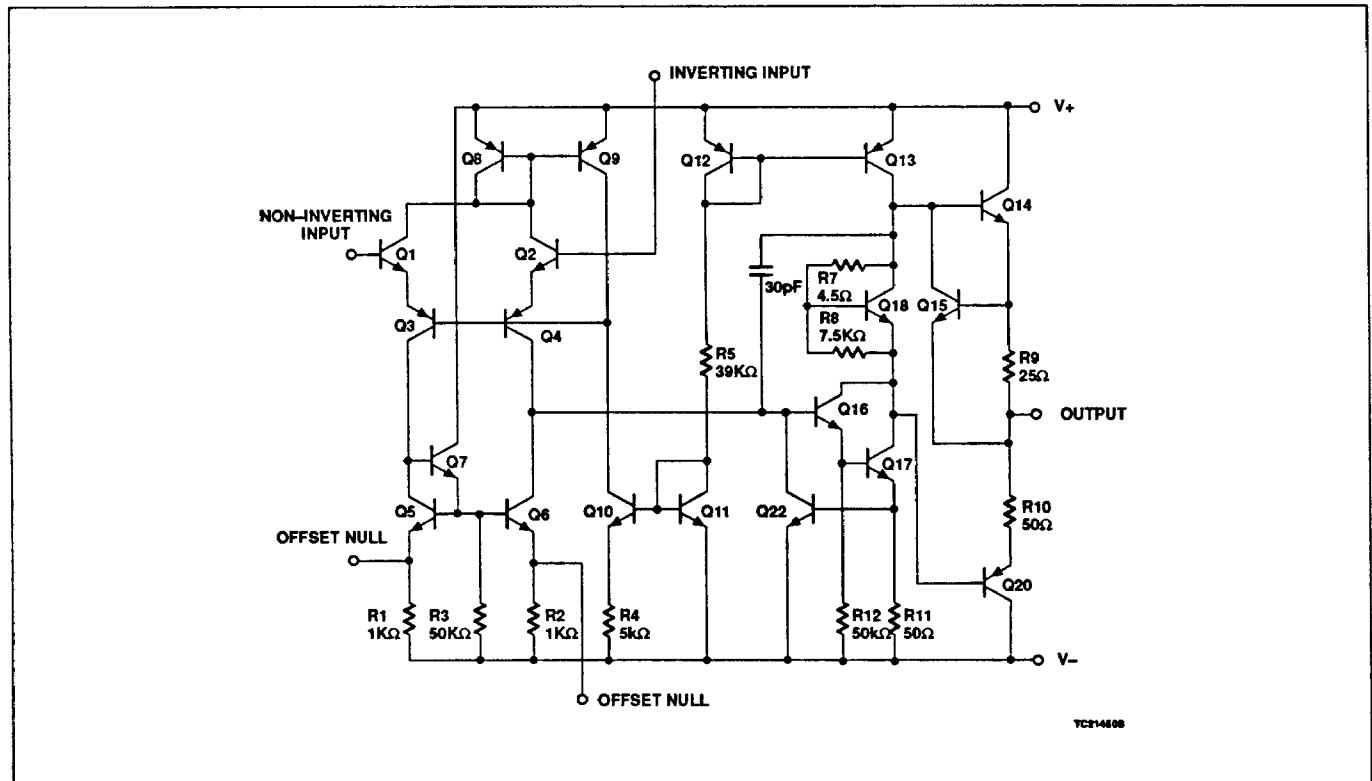 INVERTING INPUT
V+
Q8
Q9
Q12
Q13
Q14
NON–INVERTING
INPUT
Q1
Q2
30pF
R7
4.5Ω
Q18
Q15
R8
7.5KΩ
Q3
Q4
R5
39KΩ
R9
25Ω
Q16
OUTPUT
Q7
Q17
Q5
Q6
Q10
Q11
Q22
R10
50Ω
OFFSET NULL
Q20
R1
1KΩ
R3
50KΩ
R2
1KΩ
R4
5kΩ
R12
50kΩ
R11
50Ω
V–
OFFSET NULL